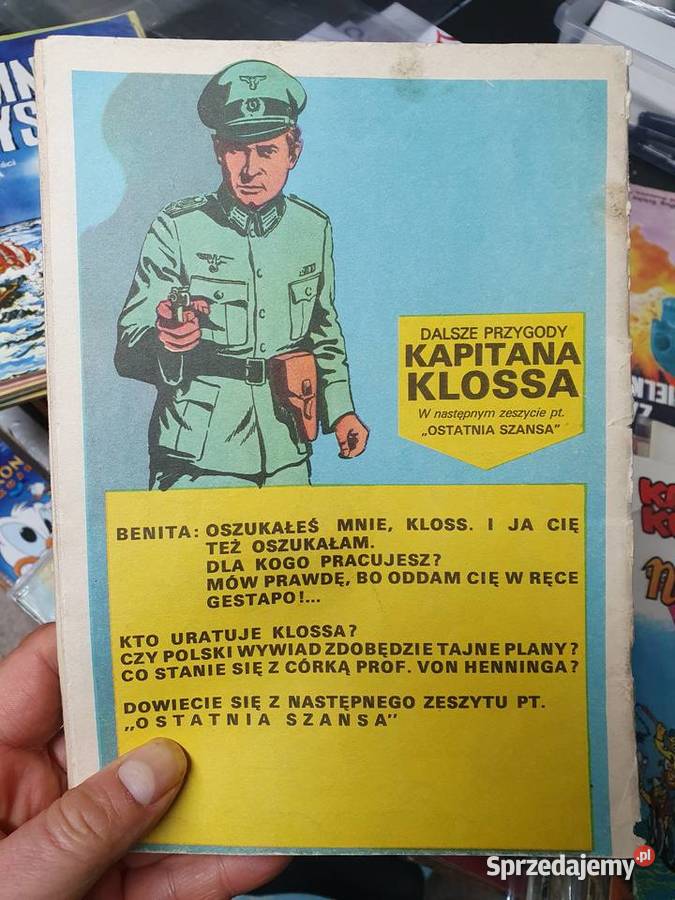 DALSZE PRZYGODY
KAPITANA
KLOSSA
W następnym zeszycie pt.
„OSTATNIA SZANSA”
BENITA: OSZUKAŁEŚ MNIE, KLOSS. I JA CIĘ
TEŻ OSZUKAŁAM.
DLA KOGO PRACUJESZ?
MÓW PRAWDĘ, BO ODDAM CIĘ W RĘCE
GESTAPO!...
KTO URATUJE KLOSSA?
CZY POLSKI WYWIAD ZDOBĘDZIE TAJNE PLANY?
CO STANIE SIĘ Z CÓRKĄ PROF. VON HENNINGA?
DOWIECIE SIĘ Z NASTĘPNEGO ZESZYTU PT.
„OSTATNIA SZANSA”
Sprzedajemy.pl